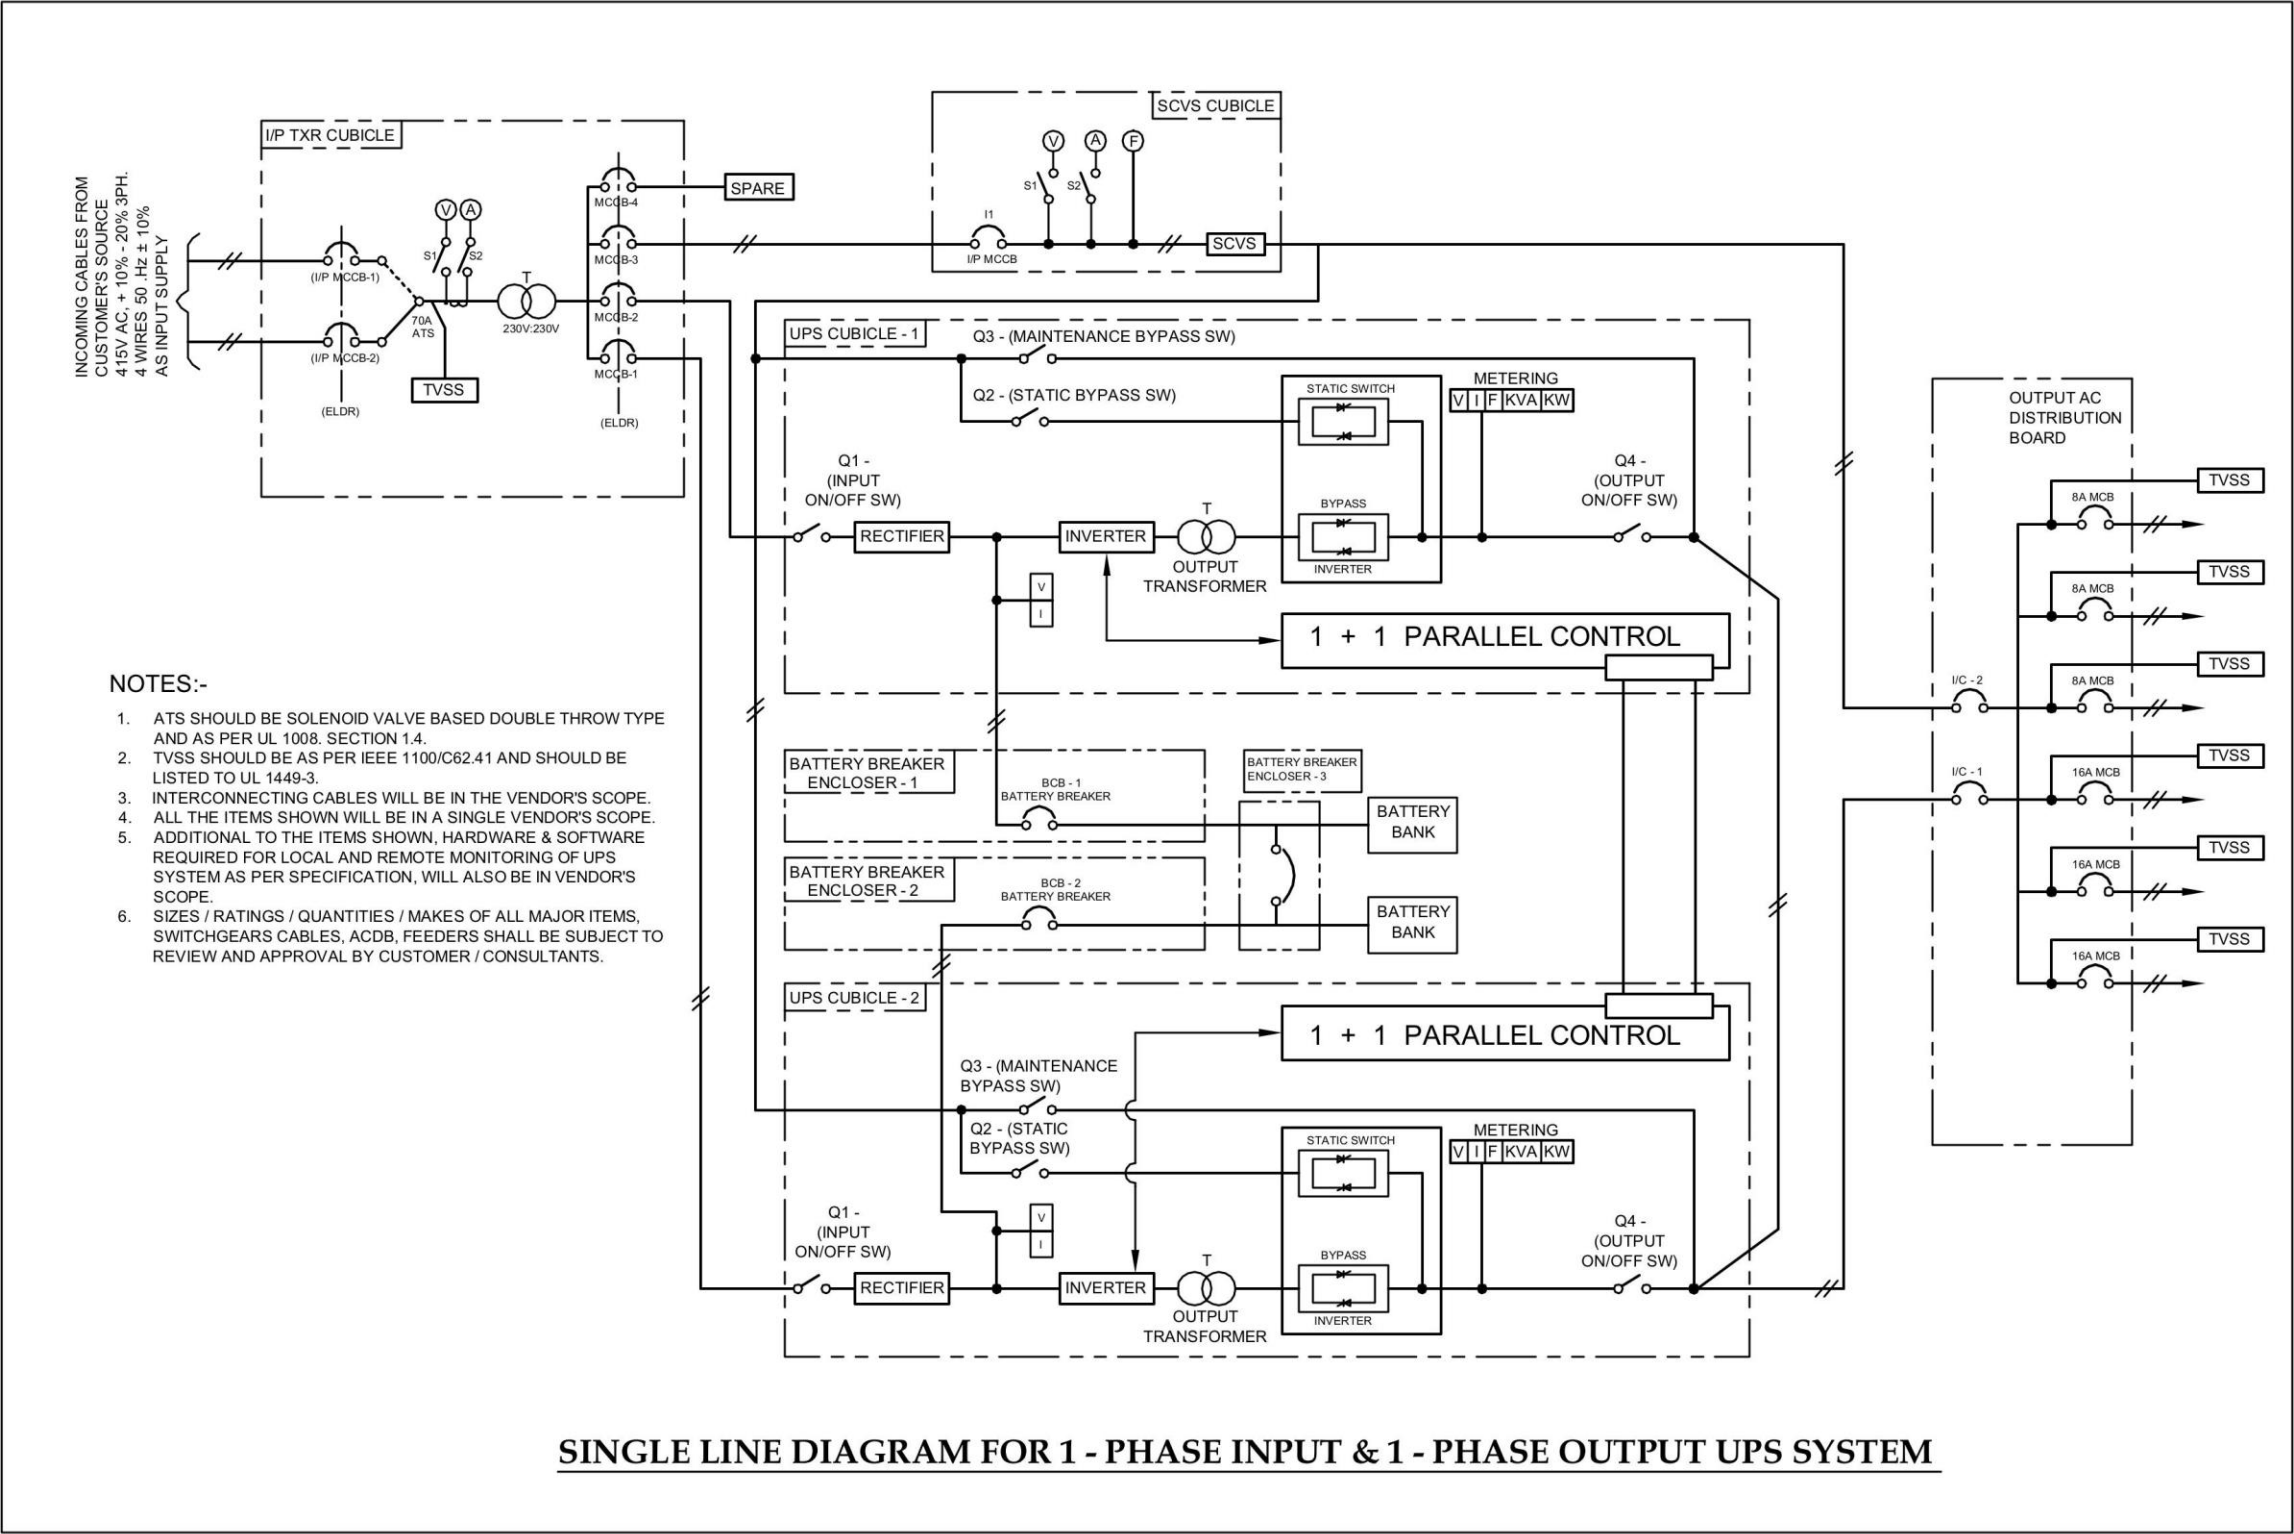 INCOMING CABLES FROM
CUSTOMER'S SOURCE
415V AC, + 10% - 20% 3PH.
4 WIRES 50 .Hz ± 10%
AS INPUT SUPPLY
I/P TXR CUBICLE
(I/P MCCB-1)
(I/P MCCB-2)
(ELDR)
V
A
S1
S2
70A
ATS
TVSS
T
230V:230V
MCCB-4
MCCB-3
MCCB-2
MCCB-1
(ELDR)
SPARE
SCVS CUBICLE
V
A
F
S1
S2
I1
I/P MCCB
SCVS
UPS CUBICLE - 1
Q3 - (MAINTENANCE BYPASS SW)
Q2 - (STATIC BYPASS SW)
Q1 -
(INPUT
ON/OFF SW)
RECTIFIER
V
I
INVERTER
T
OUTPUT
TRANSFORMER
STATIC SWITCH
BYPASS
INVERTER
METERING
V I F KVA KW
Q4 -
(OUTPUT
ON/OFF SW)
1 + 1 PARALLEL CONTROL
BATTERY BREAKER
ENCLOSER - 1
BCB - 1
BATTERY BREAKER
BATTERY BREAKER
ENCLOSER - 3
BATTERY
BANK
BATTERY BREAKER
ENCLOSER - 2
BCB - 2
BATTERY BREAKER
BATTERY
BANK
UPS CUBICLE - 2
1 + 1 PARALLEL CONTROL
Q3 - (MAINTENANCE
BYPASS SW)
Q2 - (STATIC
BYPASS SW)
Q1 -
(INPUT
ON/OFF SW)
RECTIFIER
V
I
INVERTER
T
OUTPUT
TRANSFORMER
STATIC SWITCH
BYPASS
INVERTER
METERING
V I F KVA KW
Q4 -
(OUTPUT
ON/OFF SW)
OUTPUT AC
DISTRIBUTION
BOARD
I/C - 2
I/C - 1
8A MCB
TVSS
8A MCB
TVSS
8A MCB
TVSS
16A MCB
TVSS
16A MCB
TVSS
16A MCB
TVSS
NOTES:-
1. ATS SHOULD BE SOLENOID VALVE BASED DOUBLE THROW TYPE
AND AS PER UL 1008. SECTION 1.4.
2. TVSS SHOULD BE AS PER IEEE 1100/C62.41 AND SHOULD BE
LISTED TO UL 1449-3.
3. INTERCONNECTING CABLES WILL BE IN THE VENDOR'S SCOPE.
4. ALL THE ITEMS SHOWN WILL BE IN A SINGLE VENDOR'S SCOPE.
5. ADDITIONAL TO THE ITEMS SHOWN, HARDWARE & SOFTWARE
REQUIRED FOR LOCAL AND REMOTE MONITORING OF UPS
SYSTEM AS PER SPECIFICATION, WILL ALSO BE IN VENDOR'S
SCOPE.
6. SIZES / RATINGS / QUANTITIES / MAKES OF ALL MAJOR ITEMS,
SWITCHGEARS CABLES, ACDB, FEEDERS SHALL BE SUBJECT TO
REVIEW AND APPROVAL BY CUSTOMER / CONSULTANTS.
SINGLE LINE DIAGRAM FOR 1 - PHASE INPUT & 1 - PHASE OUTPUT UPS SYSTEM